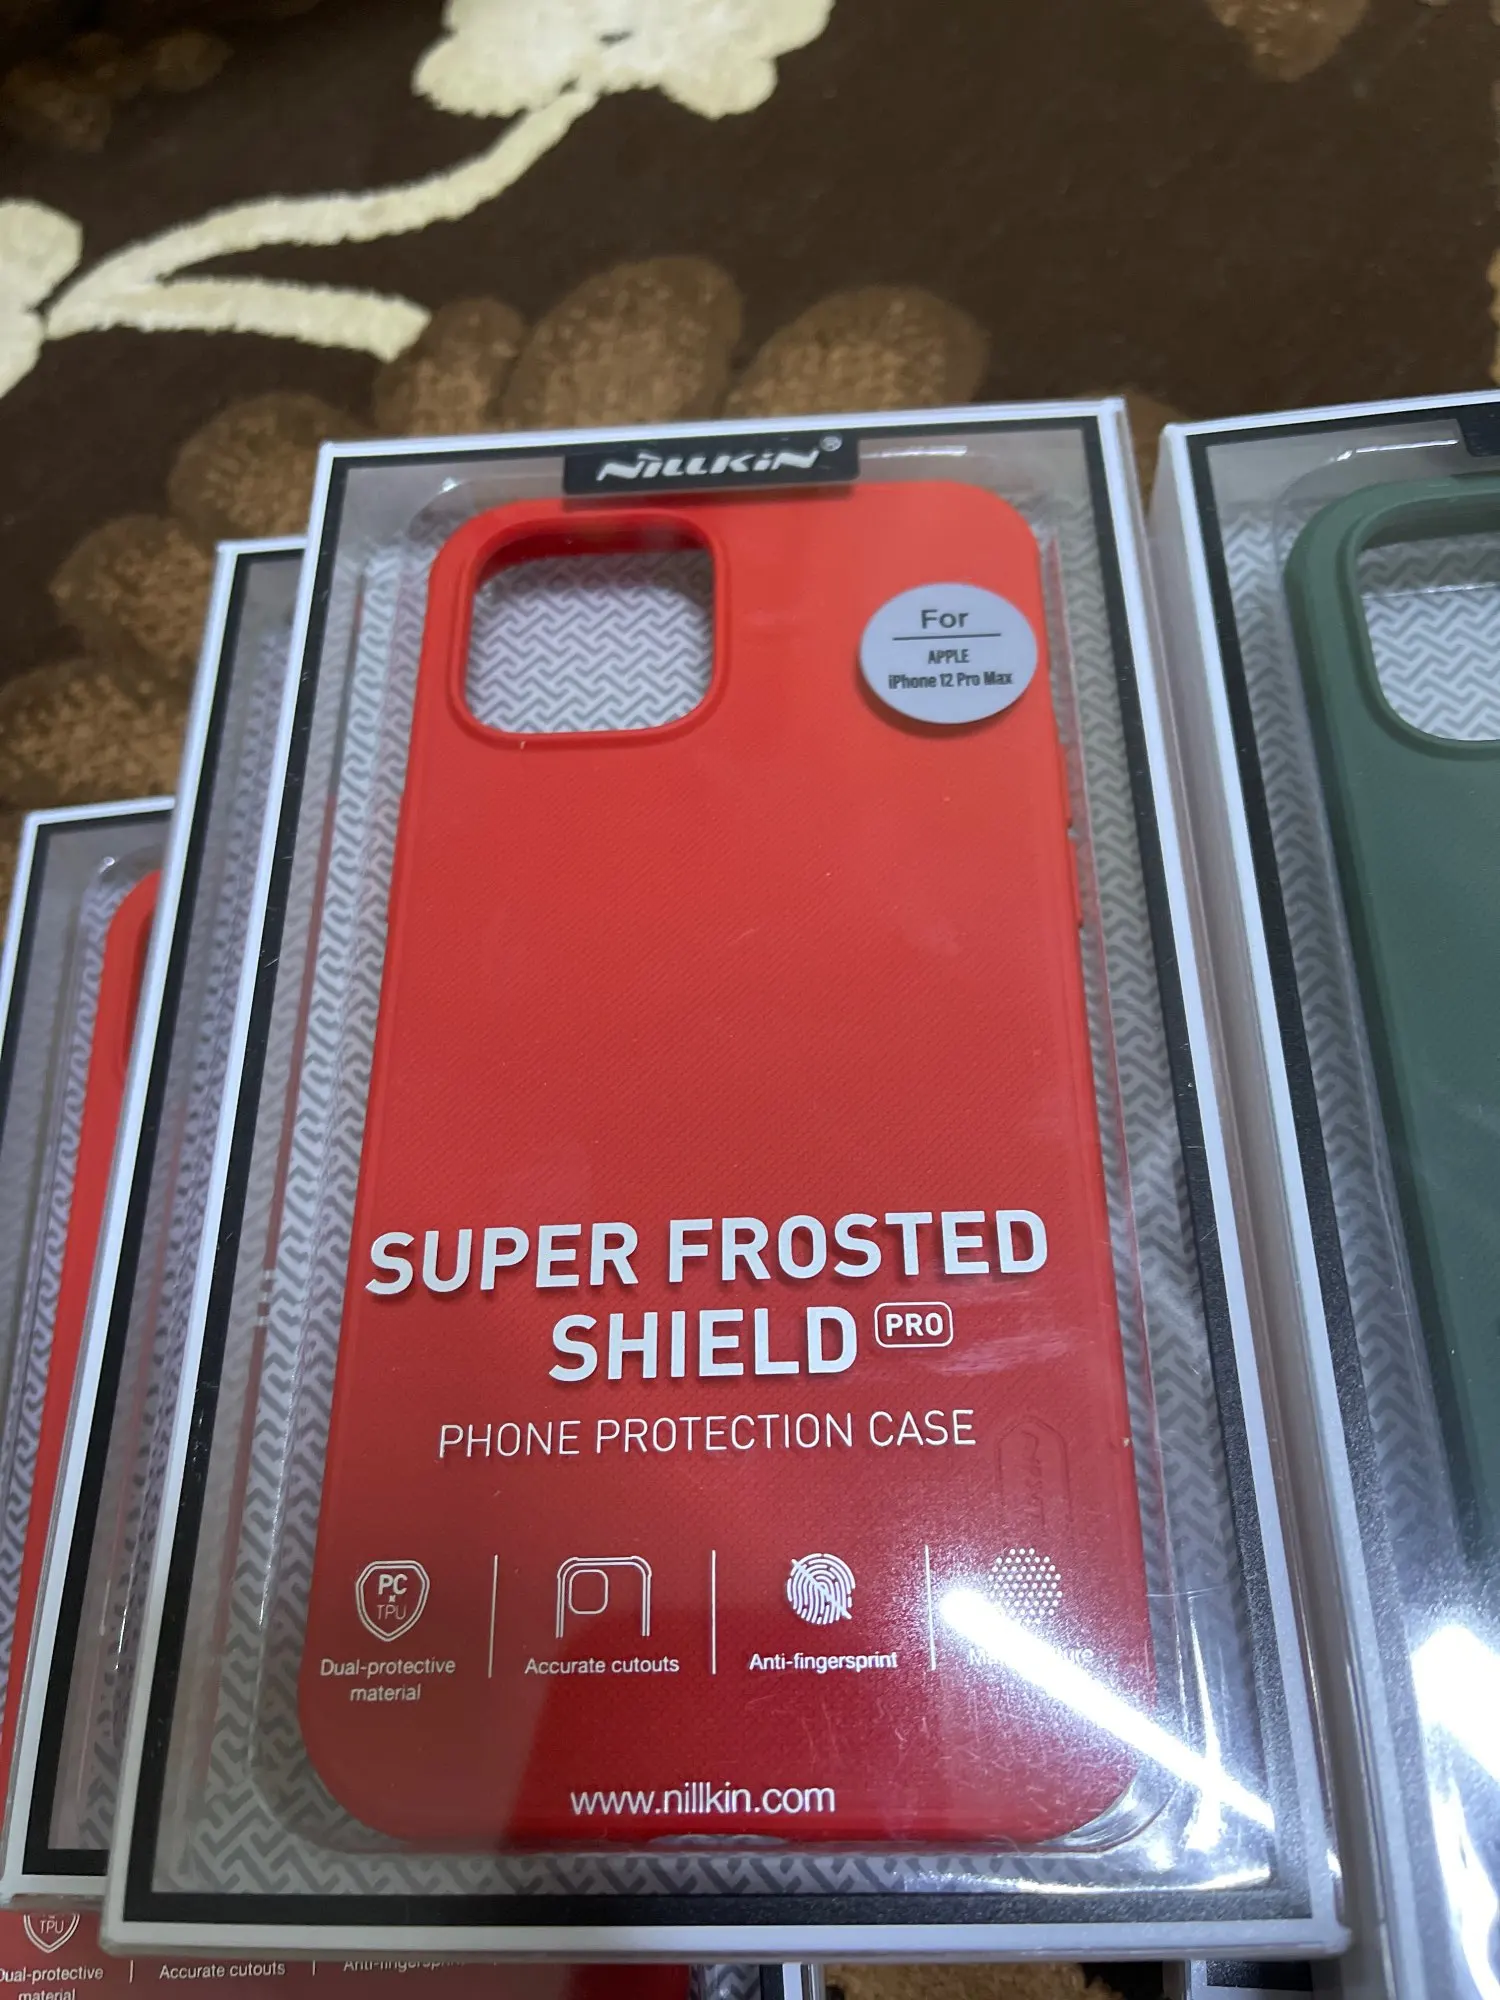 NILLKIN®
For
APPLE
iPhone 12 Pro Max
SUPER FROSTED
SHIELD PRO
PHONE PROTECTION CASE
PC
TPU
Dual-protective
material
Accurate cutouts
Anti-fingersprint
www.nillkin.com
TPU
Dual-protective
material
Accurate cutouts